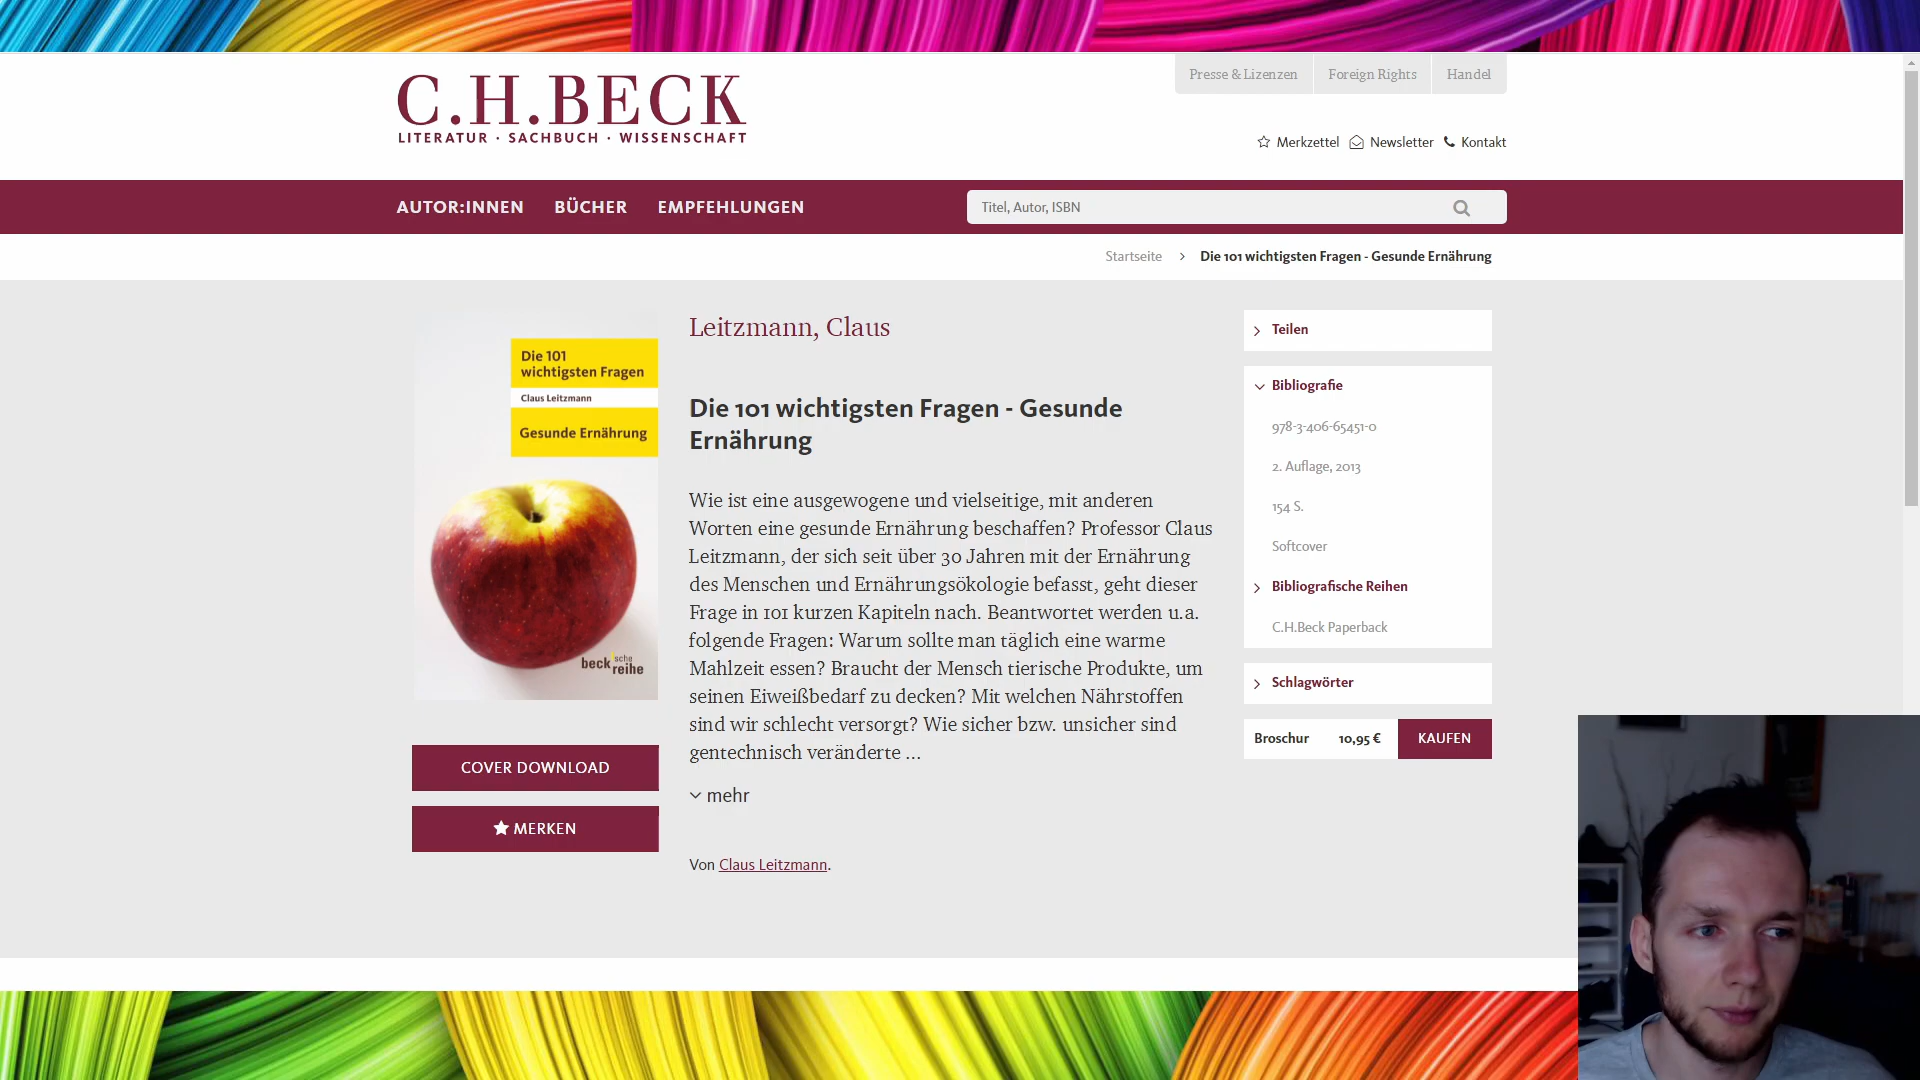 C.H.BECK
LITERATUR · SACHBUCH · WISSENSCHAFT
Presse & Lizenzen
Foreign Rights
Handel
Merkzettel
Newsletter
Kontakt
AUTOR:INNEN
BÜCHER
EMPFEHLUNGEN
Titel, Autor, ISBN
Startseite
Die 101 wichtigsten Fragen - Gesunde Ernährung
Die 101
wichtigsten Fragen
Claus Leitzmann
Gesunde Ernährung
beck'sche
reihe
COVER DOWNLOAD
MERKEN
Leitzmann, Claus
Die 101 wichtigsten Fragen - Gesunde
Ernährung
Wie ist eine ausgewogene und vielseitige, mit anderen
Worten eine gesunde Ernährung beschaffen? Professor Claus
Leitzmann, der sich seit über 30 Jahren mit der Ernährung
des Menschen und Ernährungsökologie befasst, geht dieser
Frage in 101 kurzen Kapiteln nach. Beantwortet werden u.a.
folgende Fragen: Warum sollte man täglich eine warme
Mahlzeit essen? Braucht der Mensch tierische Produkte, um
seinen Eiweißbedarf zu decken? Mit welchen Nährstoffen
sind wir schlecht versorgt? Wie sicher bzw. unsicher sind
gentechnisch veränderte ...
mehr
Von Claus Leitzmann.
Teilen
Bibliografie
978-3-406-65451-0
2. Auflage, 2013
154 S.
Softcover
Bibliografische Reihen
C.H.Beck Paperback
Schlagwörter
Broschur
10,95 €
KAUFEN